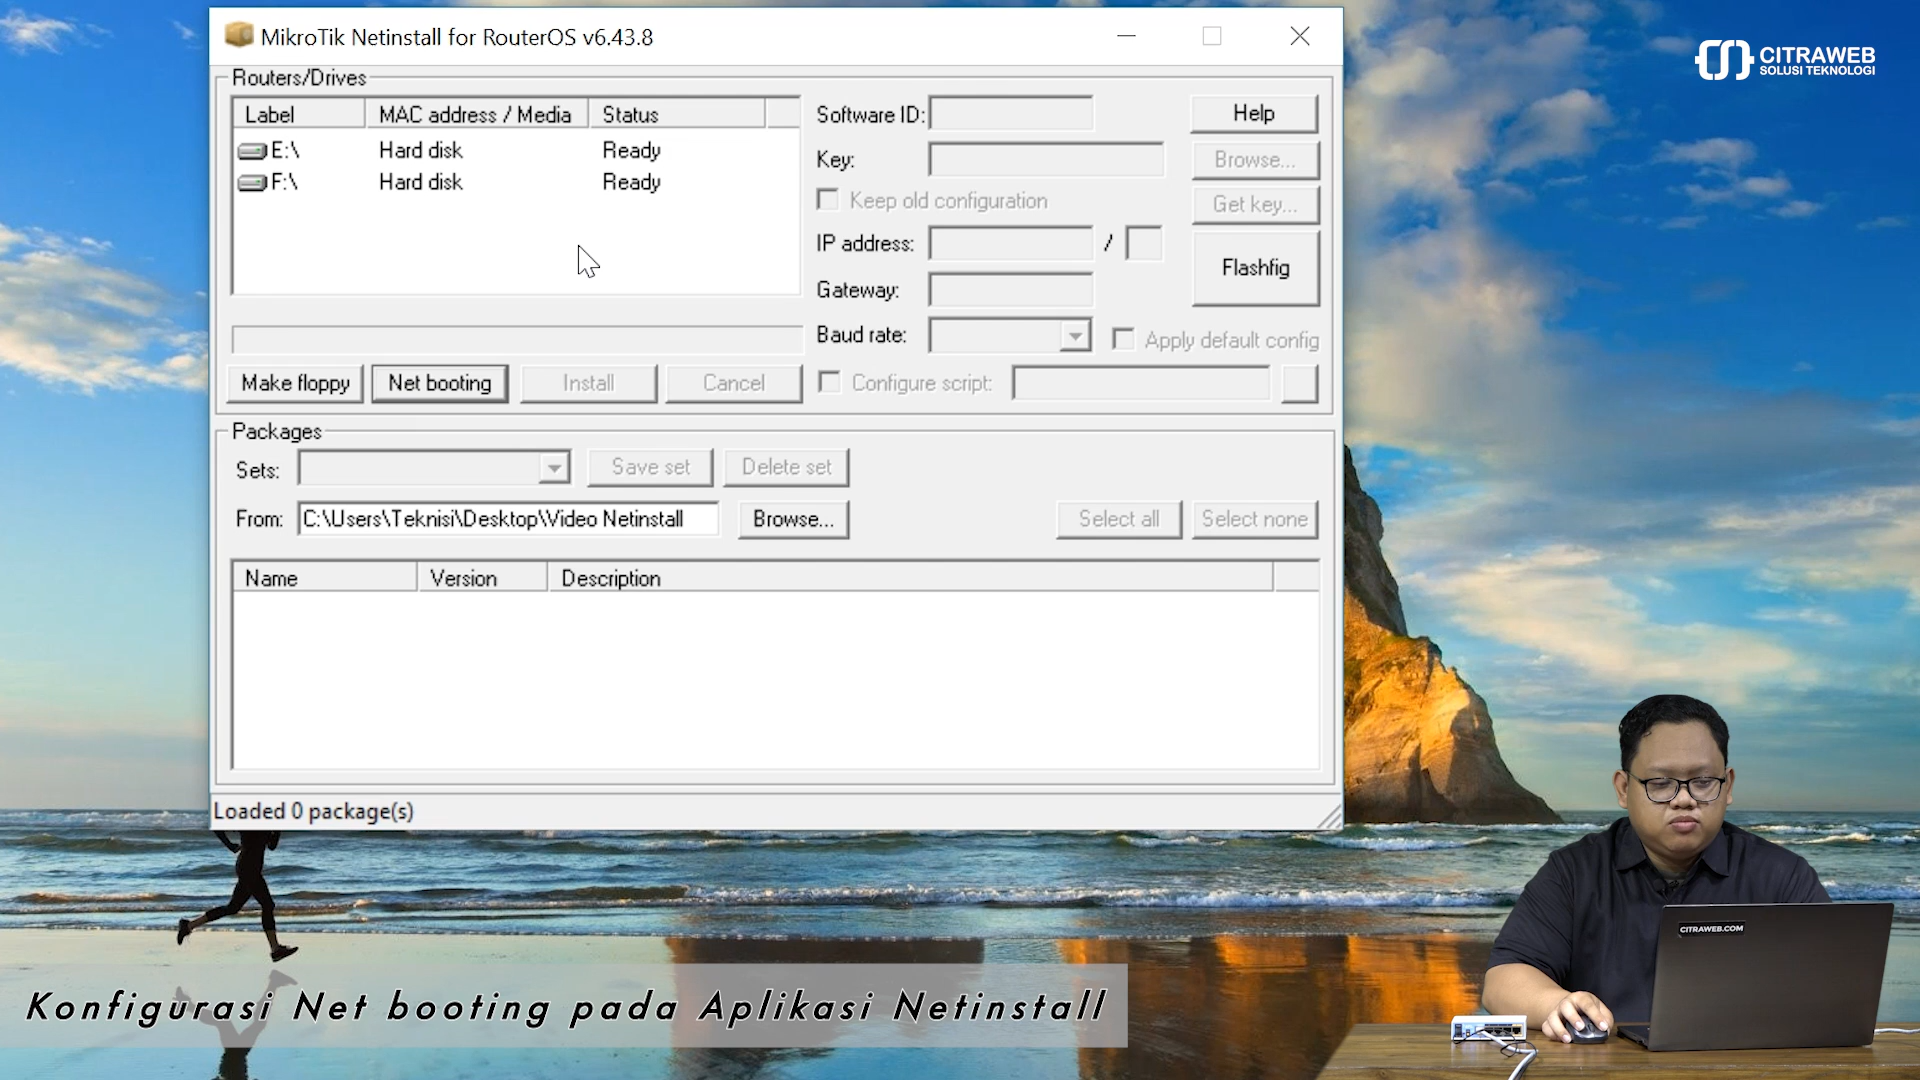 MikroTik Netinstall for RouterOS v6.43.8
CITRAWEB
SOLUSI TEKNOLOGI
Routers/Drives
Label MAC address / Media Status
E:\ Hard disk Ready
F:\ Hard disk Ready
Software ID: Help
Key: Browse...
Keep old configuration Get key...
IP address: /
Flashfig
Gateway:
Baud rate: Apply default config
Make floppy Net booting Install Cancel Configure script:
Packages
Sets: Save set Delete set
From: C:\Users\Teknisi\Desktop\Video Netinstall Browse... Select all Select none
Name Version Description
Loaded 0 package(s)
CITRAWEB.COM
Konfigurasi Net booting pada Aplikasi Netinstall